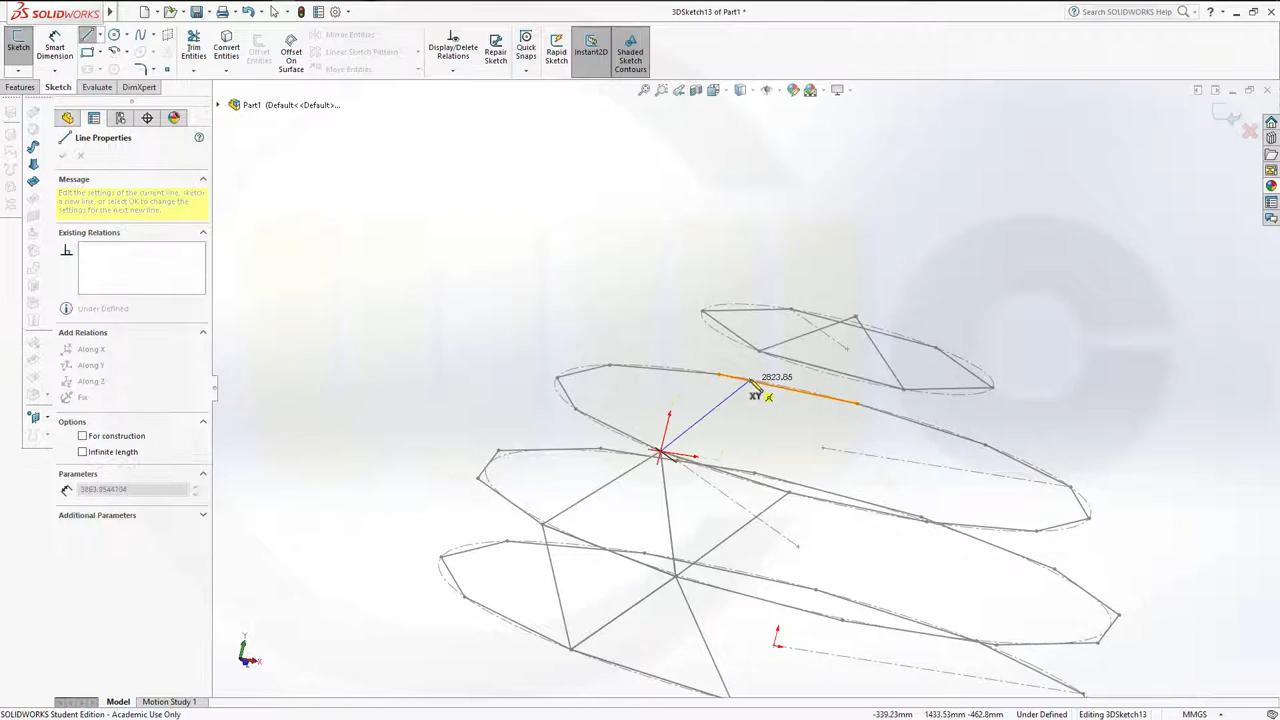 SOLIDWORKS
3DSketch13 of Part1 *
Search SOLIDWORKS Help
Sketch
Smart Dimension
Trim Entities
Convert Entities
Offset Entities
Offset On Surface
Mirror Entities
Linear Sketch Pattern
Move Entities
Display/Delete Relations
Repair Sketch
Quick Snaps
Rapid Sketch
Instant2D
Shaded Sketch Contours
Features
Sketch
Evaluate
DimXpert
Part1 (Default<<Default>...
Line Properties
Message
Edit the settings of the current line, sketch
a new line, or select OK to change the
settings for the next new line.
Existing Relations
Under Defined
Add Relations
Along X
Along Y
Along Z
Fix
Options
For construction
Infinite length
Parameters
3863.9544704
Additional Parameters
2823.85
XY
Y
X
Model
Motion Study 1
SOLIDWORKS Student Edition - Academic Use Only
-339.23mm
1433.53mm
-462.8mm
Under Defined
Editing 3DSketch13
MMGS